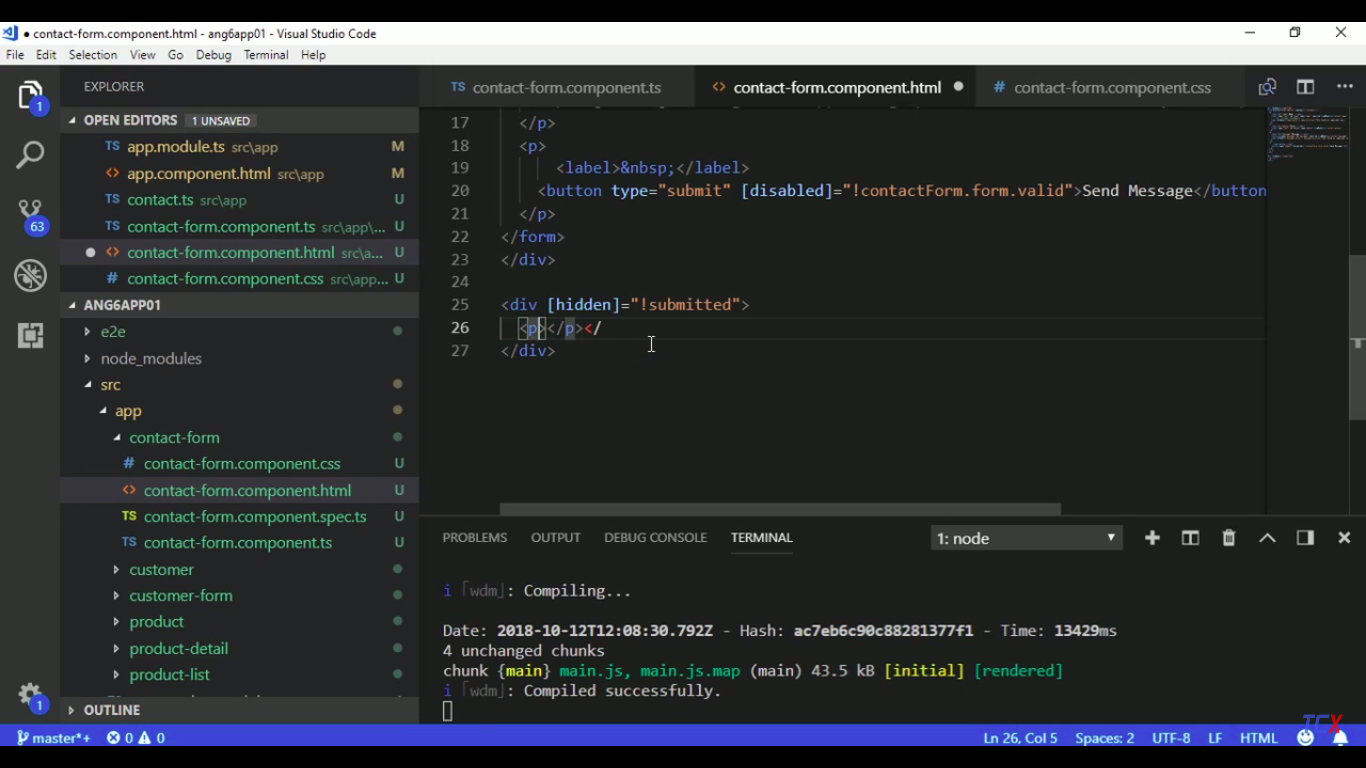 ● contact-form.component.html - ang6app01 - Visual Studio Code
File Edit Selection View Go Debug Terminal Help
1
EXPLORER
OPEN EDITORS 1 UNSAVED
TS app.module.ts src\app M
<> app.component.html src\app M
TS contact.ts src\app U
TS contact-form.component.ts src\app\... U
63
● <> contact-form.component.html src\a... U
# contact-form.component.css src\app... U
ANG6APP01
e2e
node_modules
src
app
contact-form
# contact-form.component.css U
<> contact-form.component.html U
TS contact-form.component.spec.ts U
TS contact-form.component.ts U
customer
customer-form
product
product-detail
product-list
1
OUTLINE
TS contact-form.component.ts
<> contact-form.component.html ●
# contact-form.component.css
17 </p>
18 <p>
19 <label>&nbsp;</label>
20 <button type="submit" [disabled]="!contactForm.form.valid">Send Message</button
21 </p>
22 </form>
23 </div>
24
25 <div [hidden]="!submitted">
26 <p></p></
27 </div>
PROBLEMS OUTPUT DEBUG CONSOLE TERMINAL 1: node
i ｢wdm｣: Compiling...
Date: 2018-10-12T12:08:30.792Z - Hash: ac7eb6c90c88281377f1 - Time: 13429ms
4 unchanged chunks
chunk {main} main.js, main.js.map (main) 43.5 kB [initial] [rendered]
i ｢wdm｣: Compiled successfully.
master*+ 0 0 Ln 26, Col 5 Spaces: 2 UTF-8 LF HTML
TCX